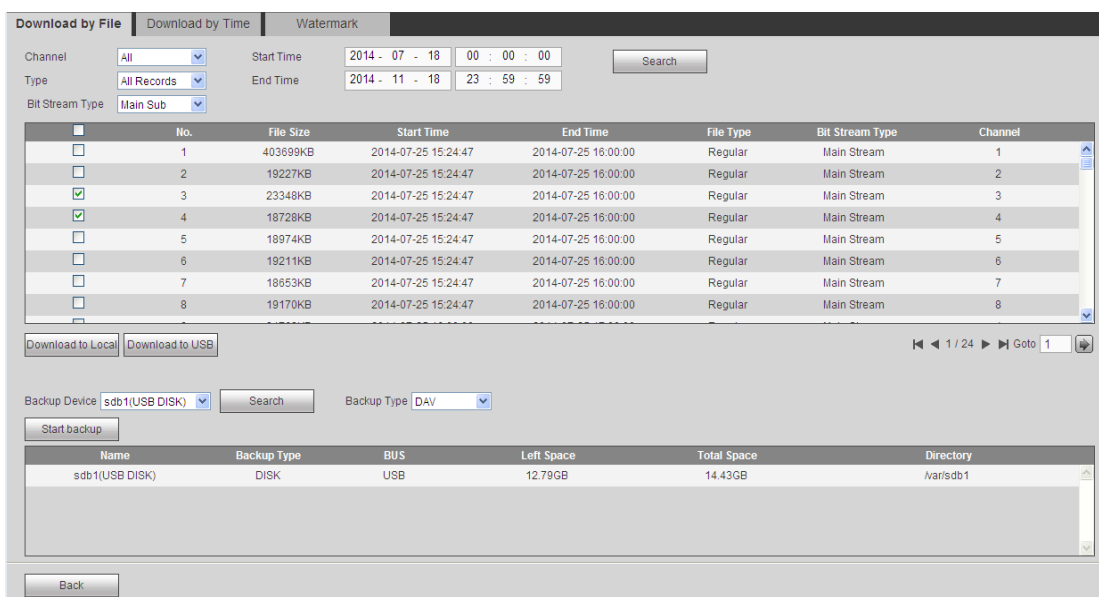 Download by File Download by Time Watermark
Channel All Start Time 2014 - 07 - 18 00 : 00 : 00 Search
Type All Records End Time 2014 - 11 - 18 23 : 59 : 59
Bit Stream Type Main Sub
No. File Size Start Time End Time File Type Bit Stream Type Channel
1 403699KB 2014-07-25 15:24:47 2014-07-25 16:00:00 Regular Main Stream 1
2 19227KB 2014-07-25 15:24:47 2014-07-25 16:00:00 Regular Main Stream 2
3 23348KB 2014-07-25 15:24:47 2014-07-25 16:00:00 Regular Main Stream 3
4 18728KB 2014-07-25 15:24:47 2014-07-25 16:00:00 Regular Main Stream 4
5 18974KB 2014-07-25 15:24:47 2014-07-25 16:00:00 Regular Main Stream 5
6 19211KB 2014-07-25 15:24:47 2014-07-25 16:00:00 Regular Main Stream 6
7 18653KB 2014-07-25 15:24:47 2014-07-25 16:00:00 Regular Main Stream 7
8 19170KB 2014-07-25 15:24:47 2014-07-25 16:00:00 Regular Main Stream 8
Download to Local Download to USB 1 / 24 Goto 1
Backup Device sdb1(USB DISK) Search Backup Type DAV
Start backup
Name Backup Type BUS Left Space Total Space Directory
sdb1(USB DISK) DISK USB 12.79GB 14.43GB /var/sdb1
Back